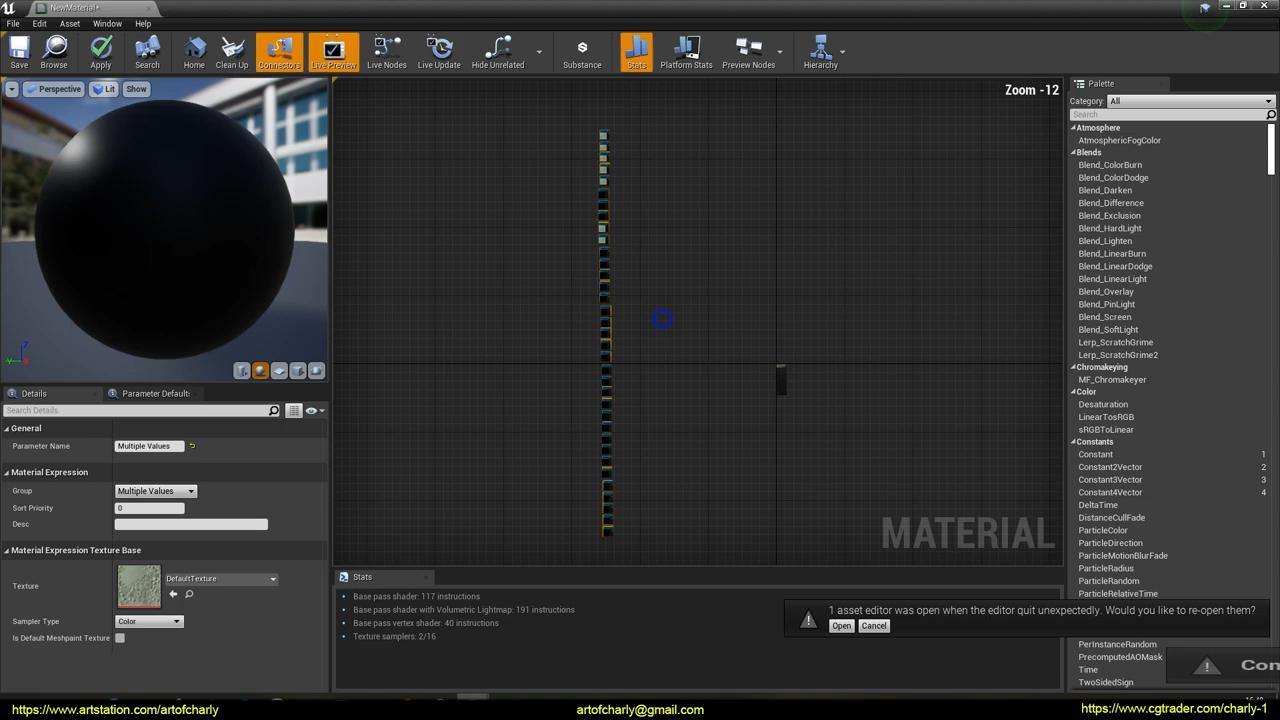 NewMaterial*
File Edit Asset Window Help
Save Browse Apply Search Home Clean Up Connectors Live Preview Live Nodes Live Update Hide Unrelated Substance Stats Platform Stats Preview Nodes Hierarchy
Perspective Lit Show
Zoom -12
Palette
Category: All
Search
Atmosphere
AtmosphericFogColor
Blends
Blend_ColorBurn
Blend_ColorDodge
Blend_Darken
Blend_Difference
Blend_Exclusion
Blend_HardLight
Blend_Lighten
Blend_LinearBurn
Blend_LinearDodge
Blend_LinearLight
Blend_Overlay
Blend_PinLight
Blend_Screen
Blend_SoftLight
Lerp_ScratchGrime
Lerp_ScratchGrime2
Chromakeying
MF_Chromakeyer
Color
Desaturation
LinearTosRGB
sRGBToLinear
Constants
Constant 1
Constant2Vector 2
Constant3Vector 3
Constant4Vector 4
DeltaTime
DistanceCullFade
ParticleColor
ParticleDirection
ParticleMotionBlurFade
ParticleRadius
ParticleRandom
ParticleRelativeTime
PerInstanceRandom
PrecomputedAOMask
Time
TwoSidedSign
Details Parameter Defaults
Search Details
General
Parameter Name Multiple Values
Material Expression
Group Multiple Values
Sort Priority 0
Desc
Material Expression Texture Base
Texture DefaultTexture
Sampler Type Color
Is Default Meshpaint Texture
MATERIAL
Stats
Base pass shader: 117 instructions
Base pass shader with Volumetric Lightmap: 191 instructions
Base pass vertex shader: 40 instructions
Texture samplers: 2/16
1 asset editor was open when the editor quit unexpectedly. Would you like to re-open them?
Open Cancel
https://www.artstation.com/artofcharly artofcharly@gmail.com https://www.cgtrader.com/charly-1